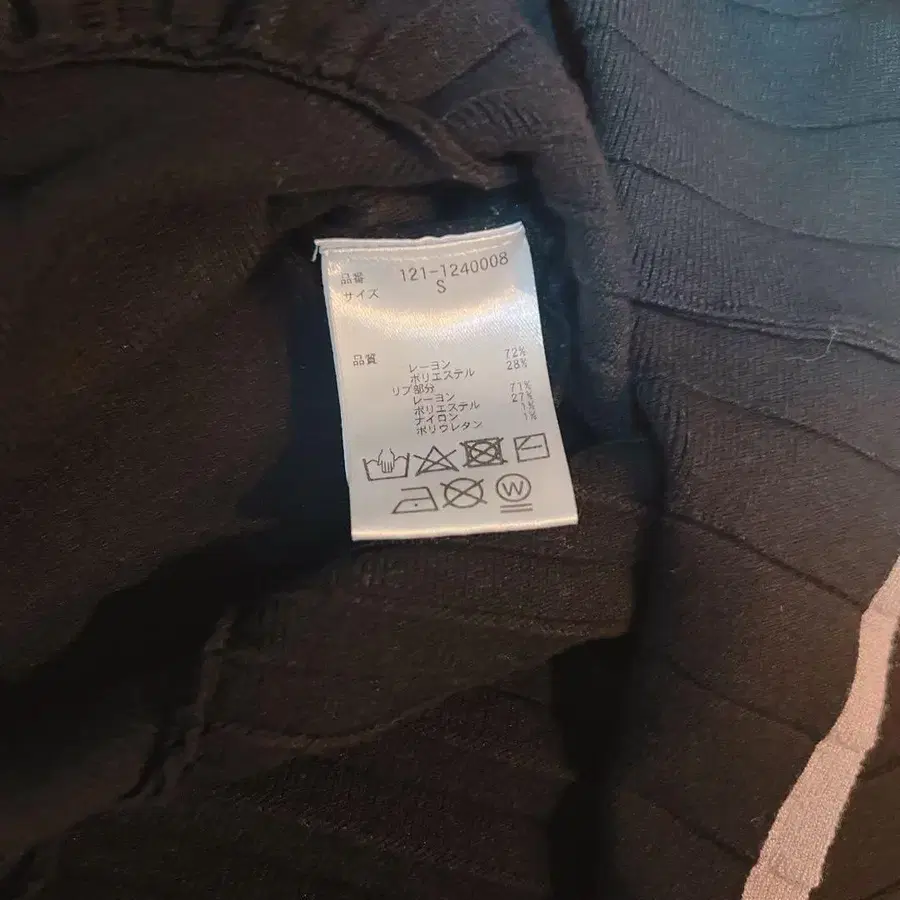 品番 121-1240008
サイズ S
品質
レーヨン 72%
ポリエステル 28%
リブ部分
レーヨン 71%
ポリエステル 27%
ナイロン 1%
ポリウレタン 1%
W